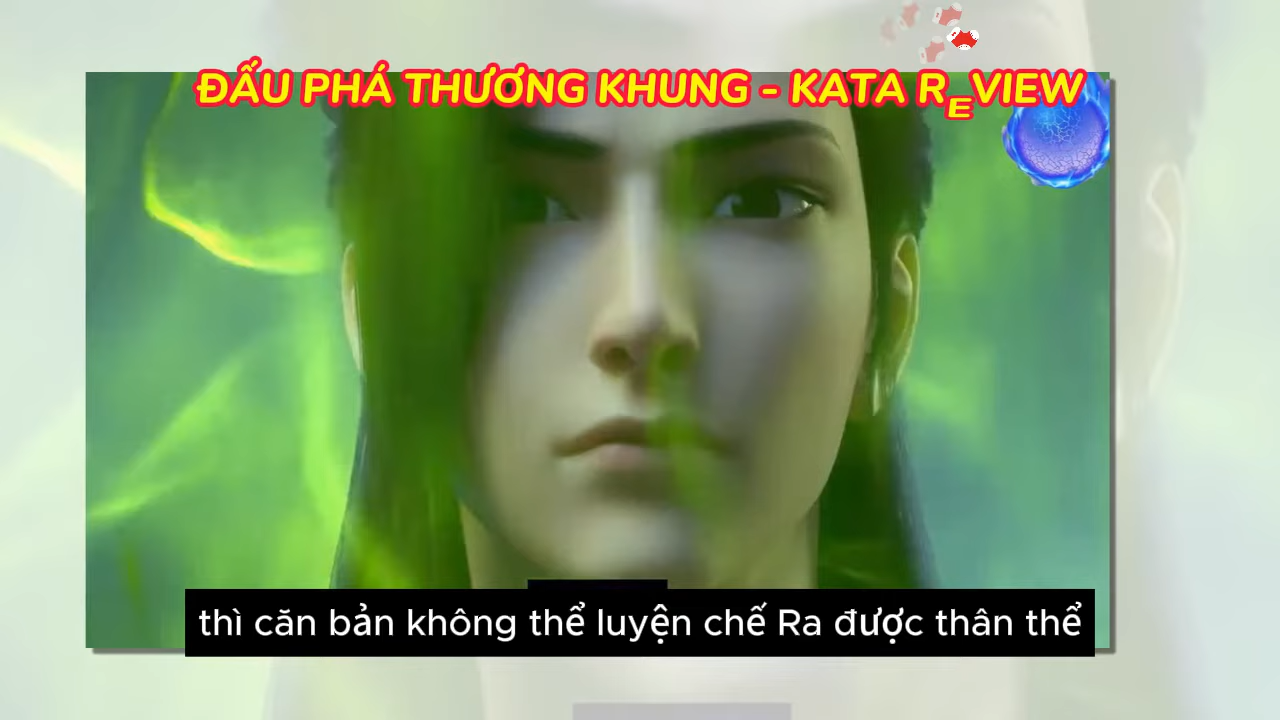 ĐẤU PHÁ THƯƠNG KHUNG - KATA REVIEW
thì căn bản không thể luyện chế Ra được thân thể